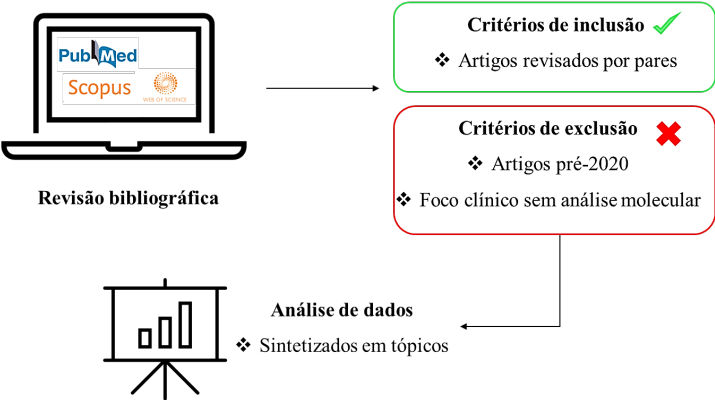 PubMed
Scopus
WEB OF SCIENCE
Revisão bibliográfica
Critérios de inclusão
❖ Artigos revisados por pares
Critérios de exclusão
❖ Artigos pré-2020
❖ Foco clínico sem análise molecular
Análise de dados
❖ Sintetizados em tópicos